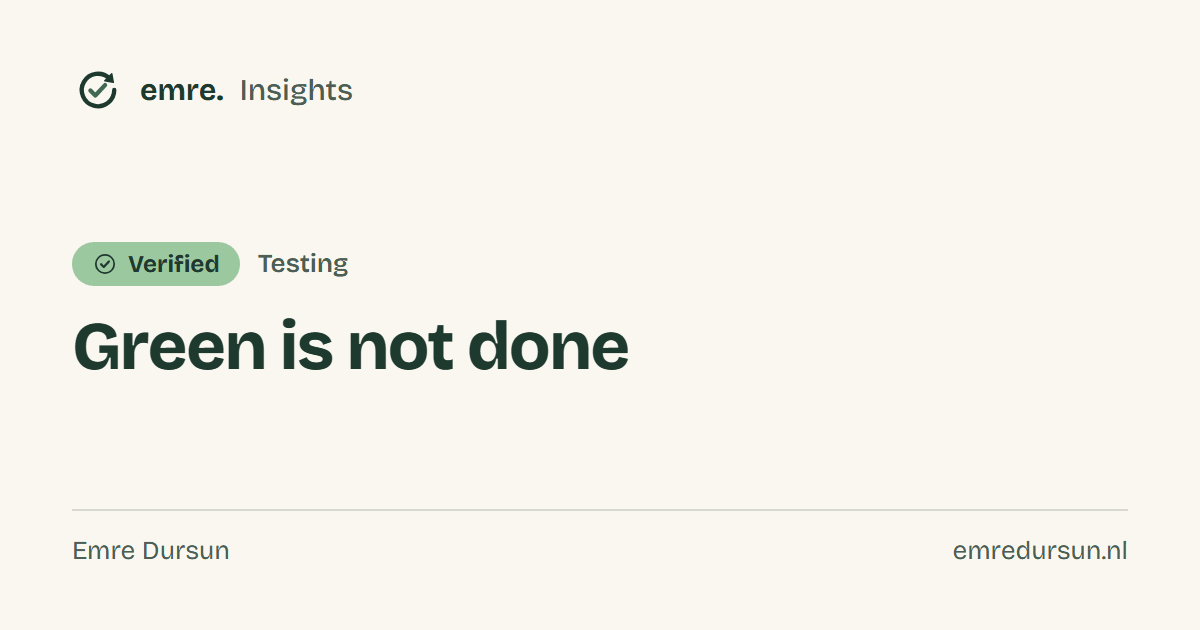 emre. Insights
Verified Testing
Green is not done
Emre Dursun emredursun.nl